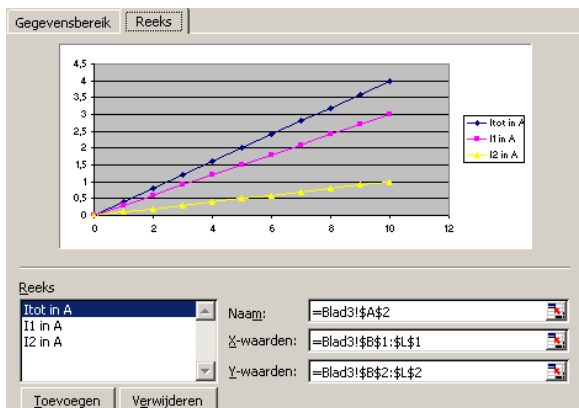 Gegevensbereik Reeks
4,5
4
3,5
3
2,5
2
1,5
1
0,5
0
0 2 4 6 8 10 12
Itot in A
I1 in A
I2 in A
Reeks
Itot in A
I1 in A
I2 in A
Naam: =Blad3!$A$2
X-waarden: =Blad3!$B$1:$L$1
Y-waarden: =Blad3!$B$2:$L$2
Toevoegen Verwijderen